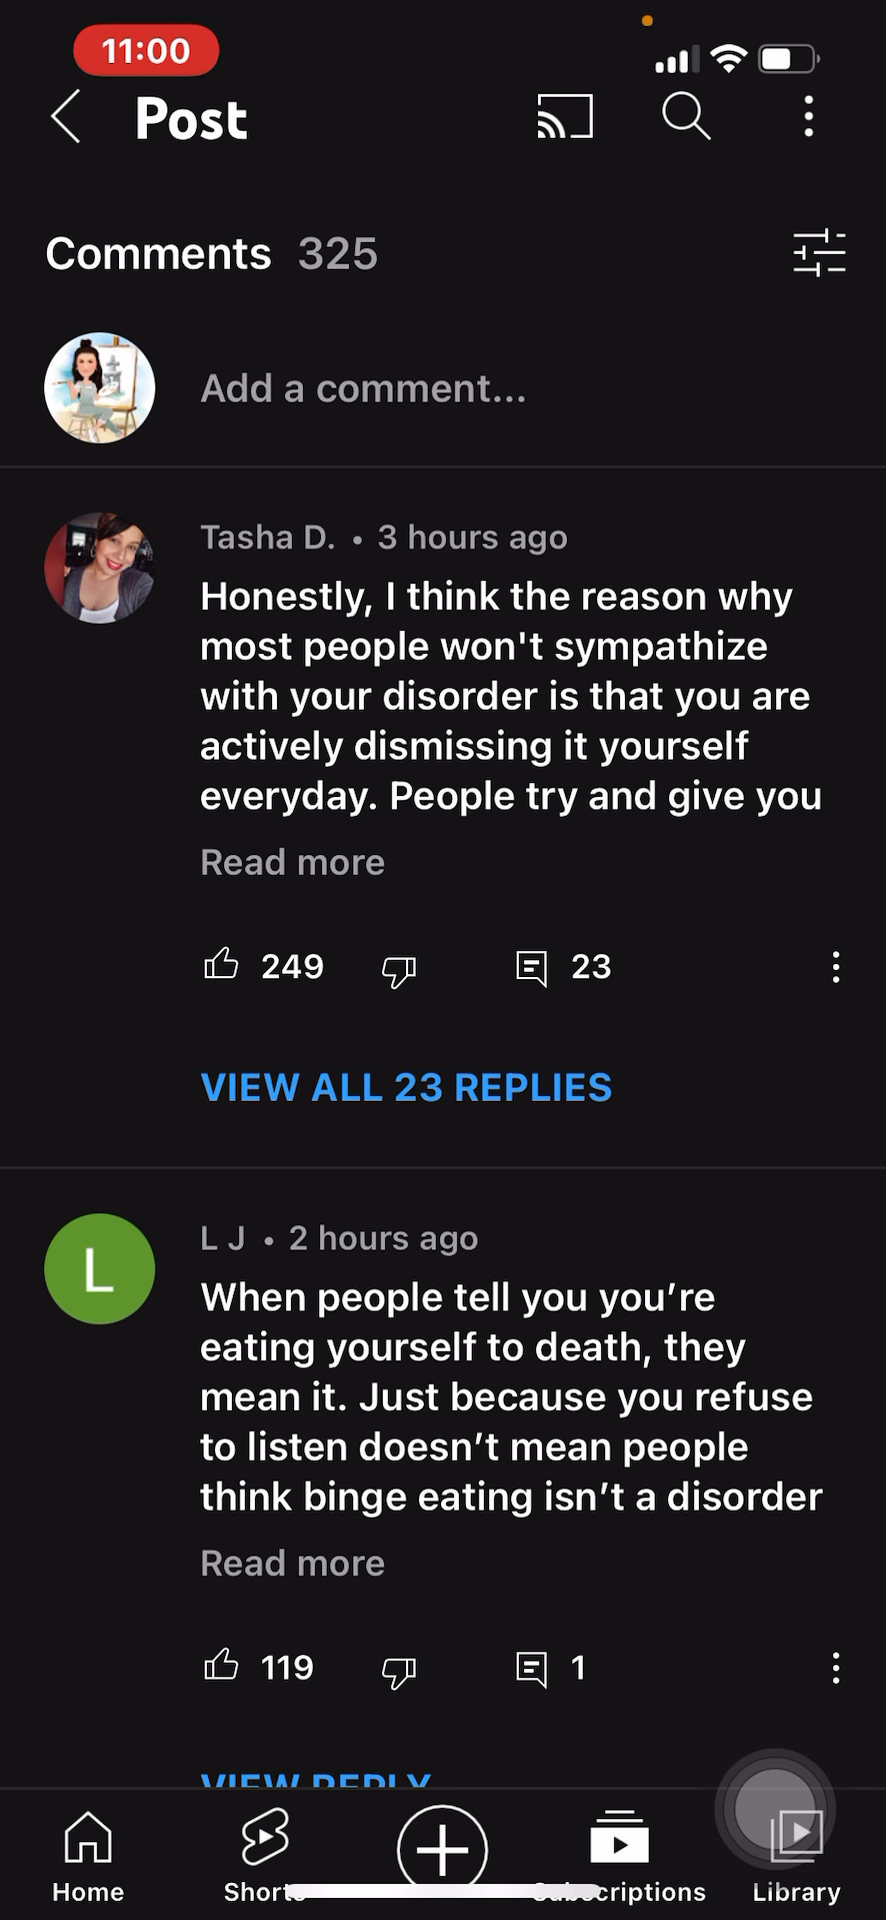 11:00
Post
Comments 325
Add a comment...
Tasha D. • 3 hours ago
Honestly, I think the reason why
most people won't sympathize
with your disorder is that you are
actively dismissing it yourself
everyday. People try and give you
Read more
249 23
VIEW ALL 23 REPLIES
L
L J • 2 hours ago
When people tell you you’re
eating yourself to death, they
mean it. Just because you refuse
to listen doesn’t mean people
think binge eating isn’t a disorder
Read more
119 1
VIEW REPLY
Home Shorts Subscriptions Library